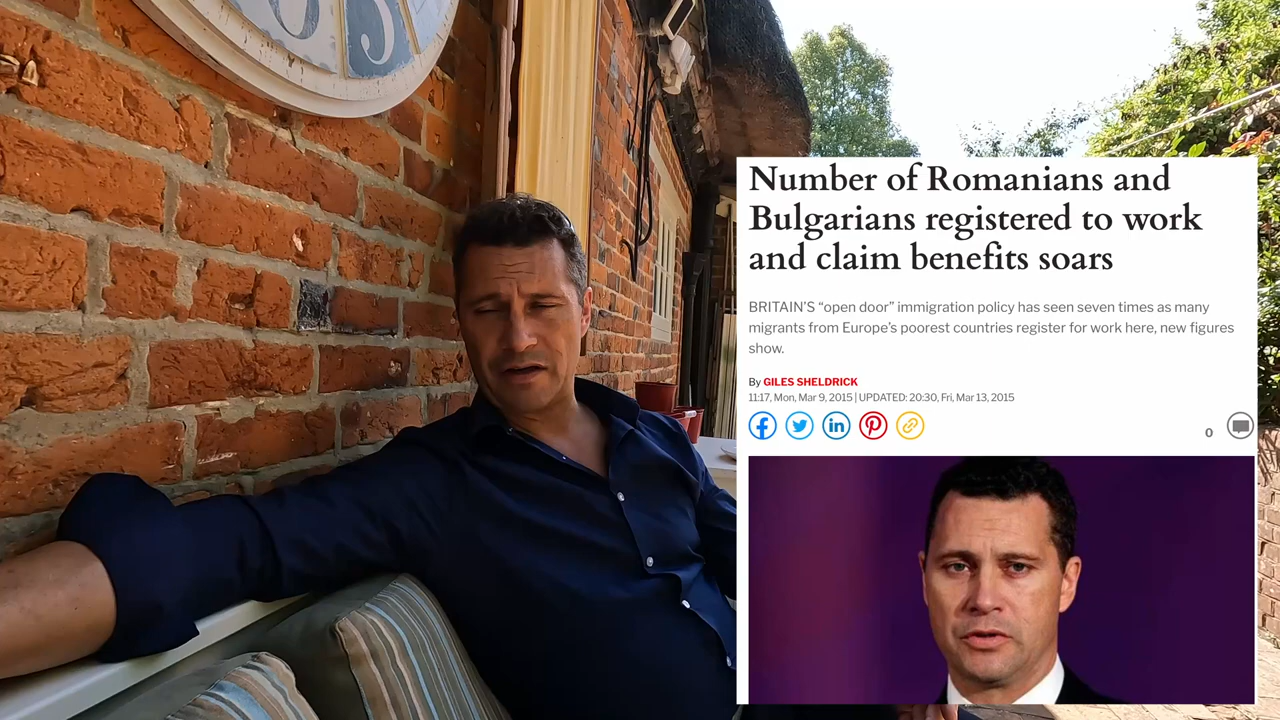 Number of Romanians and
Bulgarians registered to work
and claim benefits soars
BRITAIN'S “open door” immigration policy has seen seven times as many
migrants from Europe's poorest countries register for work here, new figures
show.
By GILES SHELDRICK
11:17, Mon, Mar 9, 2015 | UPDATED: 20:30, Fri, Mar 13, 2015
0